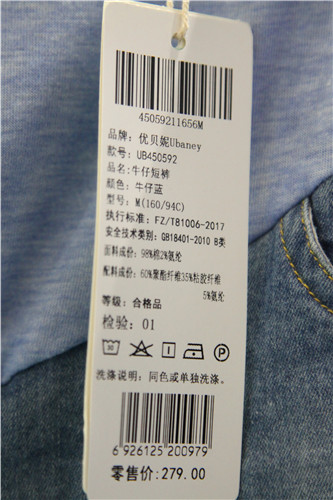 45059211656M
品牌: 优贝妮Ubaney
款号: UB450592
品名:牛仔短裤
颜色: 牛仔蓝
型号: M(160/94C)
执行标准: FZ/T81006-2017
安全技术类别: GB18401-2010 B类
面料成份: 98%棉2%氨纶
配料成份: 60%聚酯纤维35%粘胶纤维
5%氨纶
等级: 合格品
检验: 01
洗涤说明: 同色或单独洗涤。
6 926125 200979
零售价:279.00